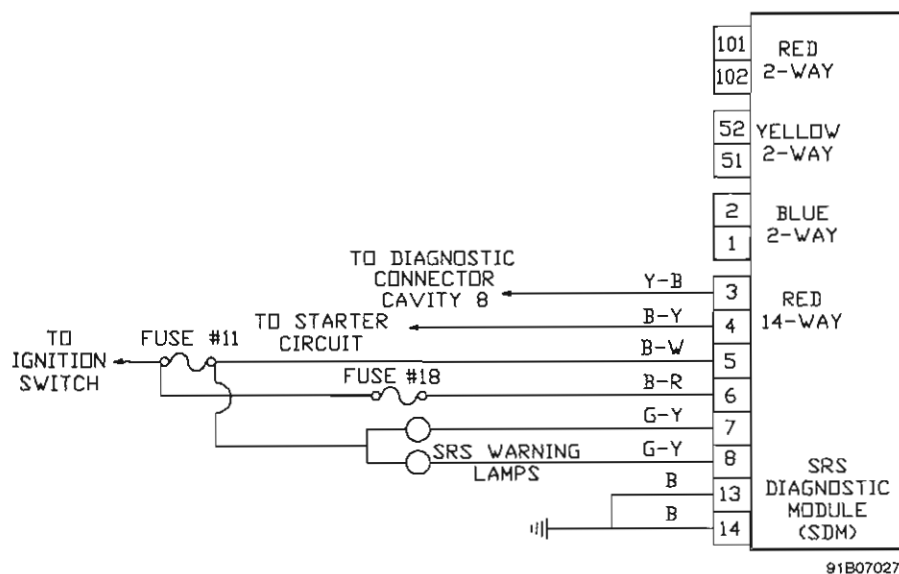 101
RED
2-WAY
102
52
YELLOW
2-WAY
51
2
BLUE
2-WAY
1
TO DIAGNOSTIC
CONNECTOR
CAVITY 8
Y-B
3
RED
14-WAY
TO STARTER
CIRCUIT
B-Y
4
TO
IGNITION
SWITCH
FUSE #11
B-W
5
FUSE #18
B-R
6
G-Y
7
SRS WARNING
LAMPS
G-Y
8
B
13
B
14
SRS
DIAGNOSTIC
MODULE
(SDM)
91B07027